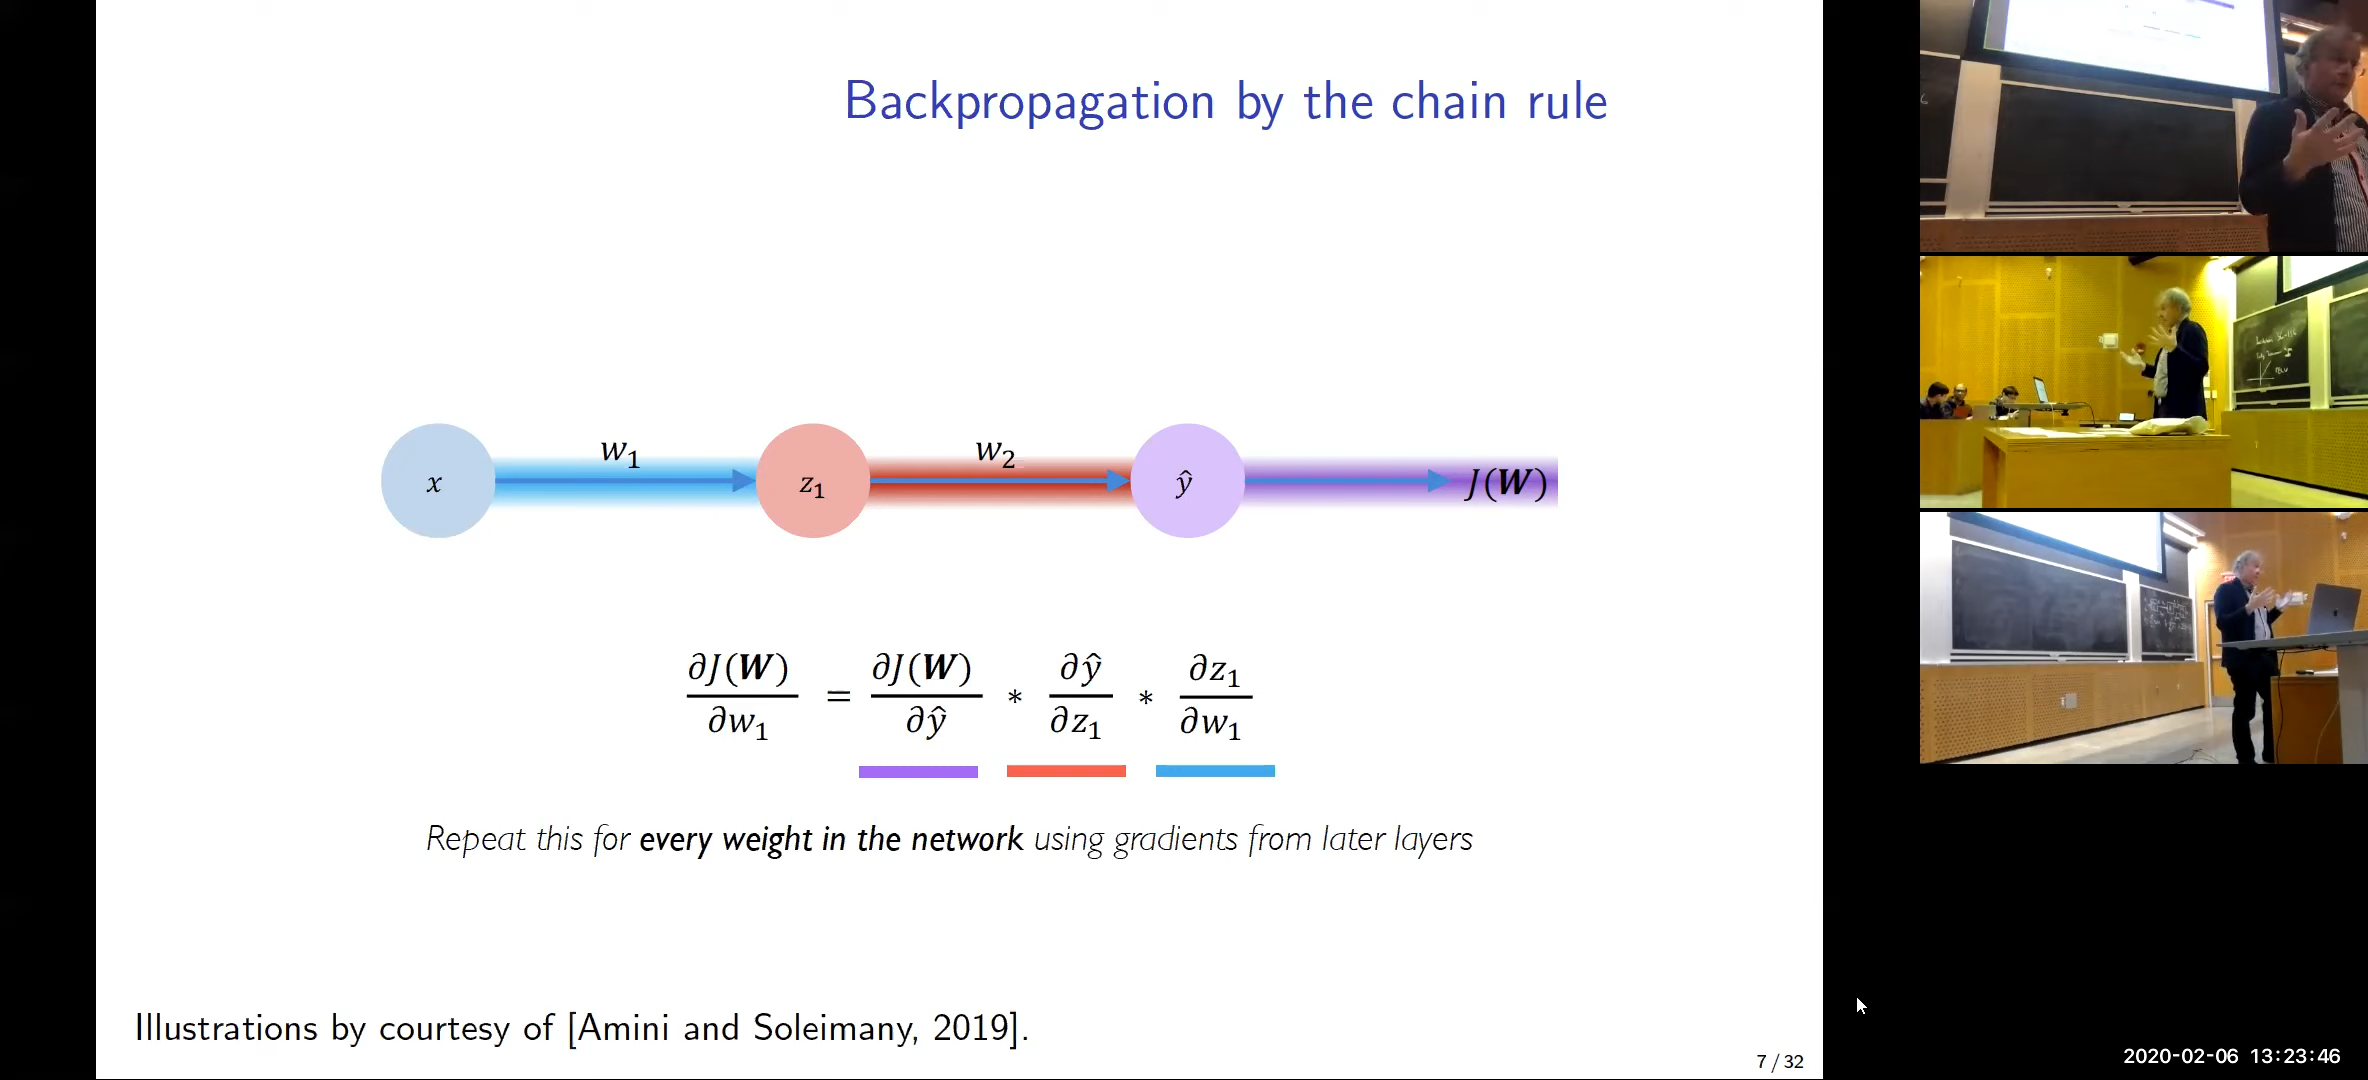 Backpropagation by the chain rule
x w₁ z₁ w₂ ŷ J(W)
∂J(W)/∂w₁ = ∂J(W)/∂ŷ * ∂ŷ/∂z₁ * ∂z₁/∂w₁
Repeat this for every weight in the network using gradients from later layers
Illustrations by courtesy of [Amini and Soleimany, 2019].
7 / 32
2020-02-06 13:23:46